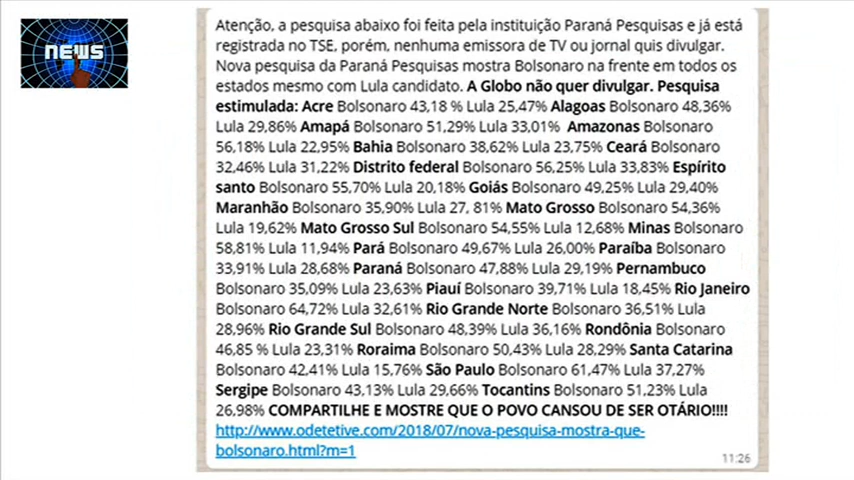 NEWS
Atenção, a pesquisa abaixo foi feita pela instituição Paraná Pesquisas e já está
registrada no TSE, porém, nenhuma emissora de TV ou jornal quis divulgar.
Nova pesquisa da Paraná Pesquisas mostra Bolsonaro na frente em todos os
estados mesmo com Lula candidato. A Globo não quer divulgar. Pesquisa
estimulada: Acre Bolsonaro 43,18 % Lula 25,47% Alagoas Bolsonaro 48,36%
Lula 29,86% Amapá Bolsonaro 51,29% Lula 33,01% Amazonas Bolsonaro
56,18% Lula 22,95% Bahia Bolsonaro 38,62% Lula 23,75% Ceará Bolsonaro
32,46% Lula 31,22% Distrito federal Bolsonaro 56,25% Lula 33,83% Espírito
santo Bolsonaro 55,70% Lula 20,18% Goiás Bolsonaro 49,25% Lula 29,40%
Maranhão Bolsonaro 35,90% Lula 27, 81% Mato Grosso Bolsonaro 54,36%
Lula 19,62% Mato Grosso Sul Bolsonaro 54,55% Lula 12,68% Minas Bolsonaro
58,81% Lula 11,94% Pará Bolsonaro 49,67% Lula 26,00% Paraíba Bolsonaro
33,91% Lula 28,68% Paraná Bolsonaro 47,88% Lula 29,19% Pernambuco
Bolsonaro 35,09% Lula 23,63% Piauí Bolsonaro 39,71% Lula 18,45% Rio Janeiro
Bolsonaro 64,72% Lula 32,61% Rio Grande Norte Bolsonaro 36,51% Lula
28,96% Rio Grande Sul Bolsonaro 48,39% Lula 36,16% Rondônia Bolsonaro
46,85 % Lula 23,31% Roraima Bolsonaro 50,43% Lula 28,29% Santa Catarina
Bolsonaro 42,41% Lula 15,76% São Paulo Bolsonaro 61,47% Lula 37,27%
Sergipe Bolsonaro 43,13% Lula 29,66% Tocantins Bolsonaro 51,23% Lula
26,98% COMPARTILHE E MOSTRE QUE O POVO CANSOU DE SER OTÁRIO!!!!
http://www.odetetive.com/2018/07/nova-pesquisa-mostra-que-
bolsonaro.html?m=1
11:26